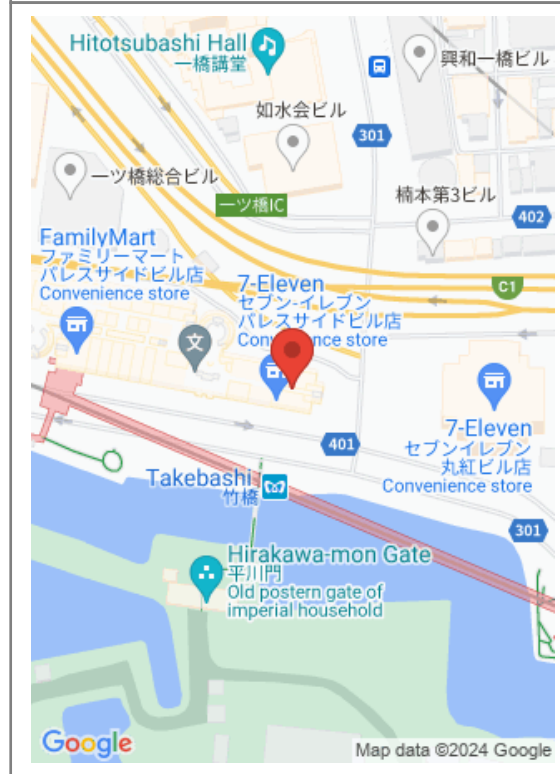 Hitotsubashi Hall
一橋講堂
興和一橋ビル
如水会ビル
301
一ツ橋総合ビル
一ツ橋IC
楠本第3ビル
402
FamilyMart
ファミリーマート
パレスサイドビル店
Convenience store
7-Eleven
セブン-イレブン
パレスサイドビル店
Con
store
C1
文
7-Eleven
セブンイレブン
丸紅ビル店
Convenience store
401
Takebashi
竹橋
301
Hirakawa-mon Gate
平川門
Old postern gate of
imperial household
Google
Map data ©2024 Google